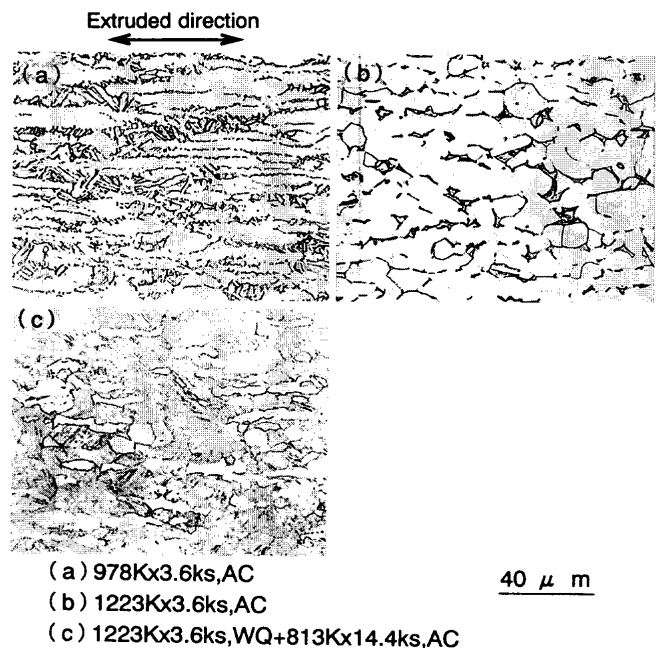 Extruded direction
(a)
(b)
(c)
(a) 978Kx3.6ks,AC
(b) 1223Kx3.6ks,AC
(c) 1223Kx3.6ks,WQ+813Kx14.4ks,AC
40 μ m